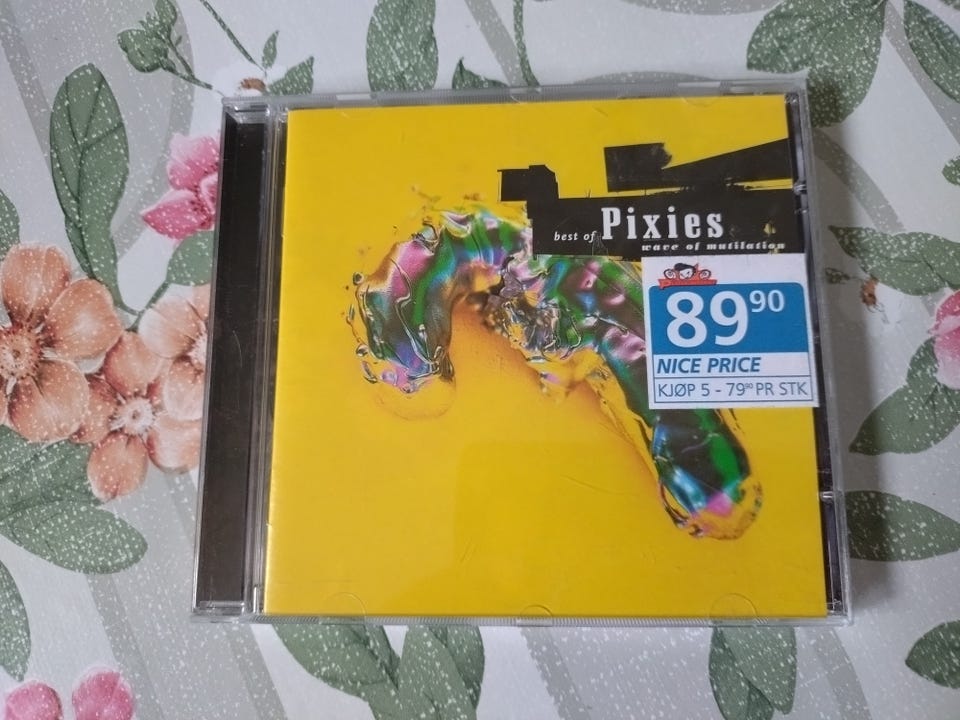 best of Pixies
wave of mutilation
89 90
NICE PRICE
KJØP 5 - 79 90 PR STK